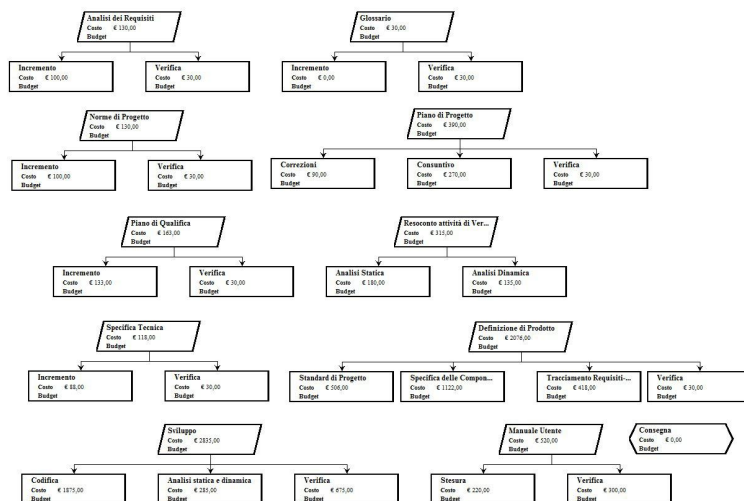 Analisi dei Requisiti
Costo € 130,00
Budget
Incremento
Costo € 100,00
Budget
Verifica
Costo € 30,00
Budget
Glossario
Costo € 30,00
Budget
Incremento
Costo € 0,00
Budget
Verifica
Costo € 30,00
Budget
Norme di Progetto
Costo € 130,00
Budget
Incremento
Costo € 100,00
Budget
Verifica
Costo € 30,00
Budget
Piano di Progetto
Costo € 390,00
Budget
Correzioni
Costo € 90,00
Budget
Consuntivo
Costo € 270,00
Budget
Verifica
Costo € 30,00
Budget
Piano di Qualifica
Costo € 163,00
Budget
Incremento
Costo € 133,00
Budget
Verifica
Costo € 30,00
Budget
Resoconto attività di Ver...
Costo € 315,00
Budget
Analisi Statica
Costo € 180,00
Budget
Analisi Dinamica
Costo € 135,00
Budget
Specifica Tecnica
Costo € 118,00
Budget
Incremento
Costo € 88,00
Budget
Verifica
Costo € 30,00
Budget
Definizione di Prodotto
Costo € 2076,00
Budget
Standard di Progetto
Costo € 506,00
Budget
Specifica delle Compon...
Costo € 1122,00
Budget
Tracciamento Requisiti-...
Costo € 418,00
Budget
Verifica
Costo € 30,00
Budget
Sviluppo
Costo € 2835,00
Budget
Codifica
Costo € 1875,00
Budget
Analisi statica e dinamica
Costo € 285,00
Budget
Verifica
Costo € 675,00
Budget
Manuale Utente
Costo € 520,00
Budget
Stesura
Costo € 220,00
Budget
Verifica
Costo € 300,00
Budget
Consegna
Costo € 0,00
Budget